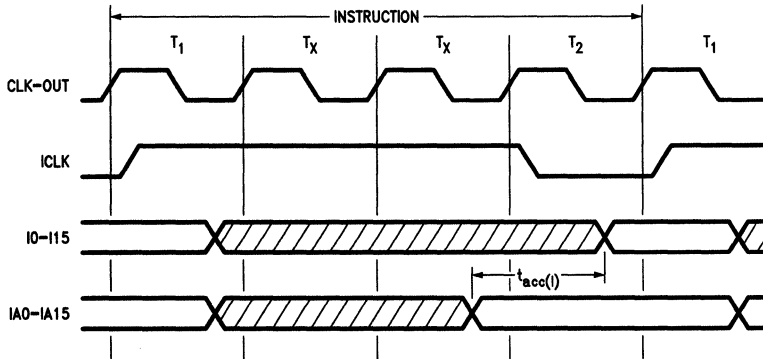 INSTRUCTION
T1 TX TX T2 T1
CLK-OUT
ICLK
I0-I15
tacc(I)
IA0-IA15